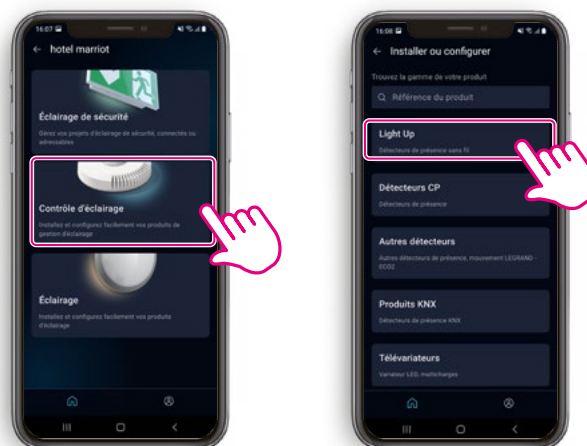 16:07
← hotel marriot
Éclairage de sécurité
Gérez vos projets d'éclairage de sécurité, connectés ou
adressables
Contrôle d'éclairage
Installez et configurez facilement vos produits de
gestion d'éclairage
Éclairage
Installez et configurez facilement vos produits
d'éclairage
16:08
← Installer ou configurer
Trouvez la gamme de votre produit
Référence du produit
Light Up
Détecteurs de présence sans fil
Détecteurs CP
Détecteurs de présence
Autres détecteurs
Autres détecteurs de présence, mouvement LEGRAND -
ECO2
Produits KNX
Détecteurs de présence KNX
Télévariateurs
Variateur LED, multicharges